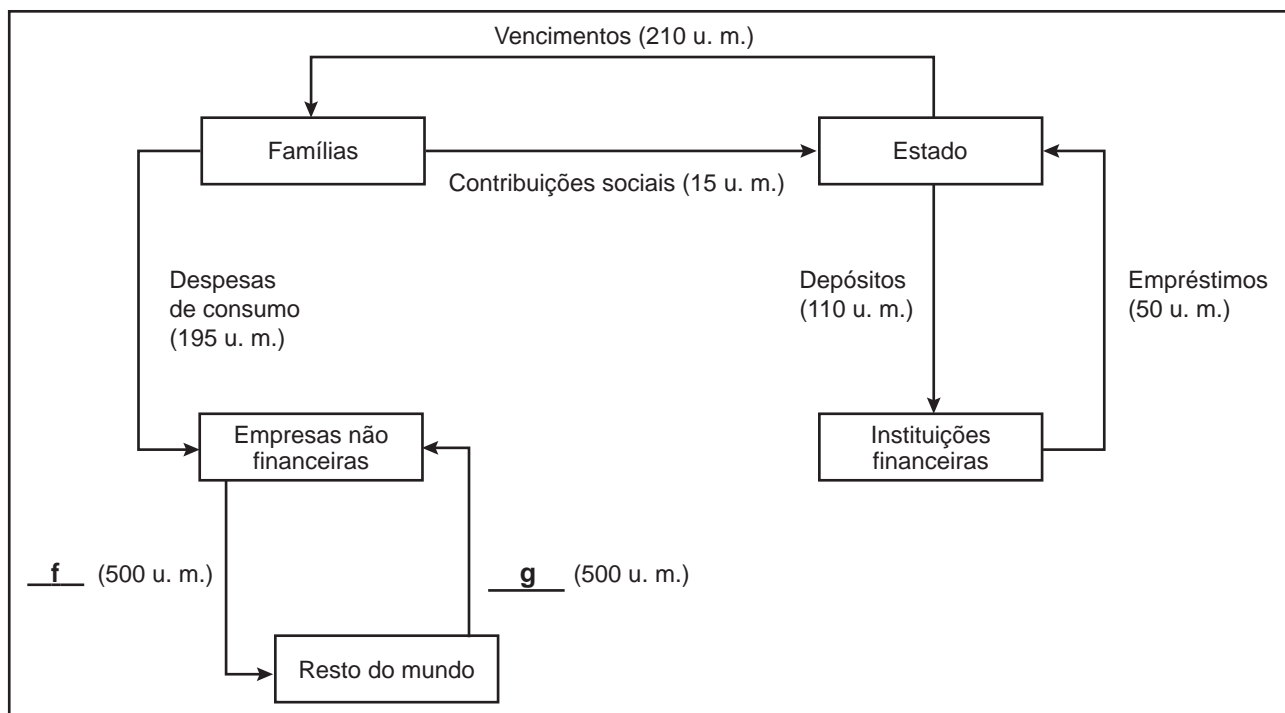 Vencimentos (210 u. m.)
Famílias
Estado
Contribuições sociais (15 u. m.)
Despesas
de consumo
(195 u. m.)
Depósitos
(110 u. m.)
Empréstimos
(50 u. m.)
Empresas não
financeiras
Instituições
financeiras
f (500 u. m.)
g (500 u. m.)
Resto do mundo